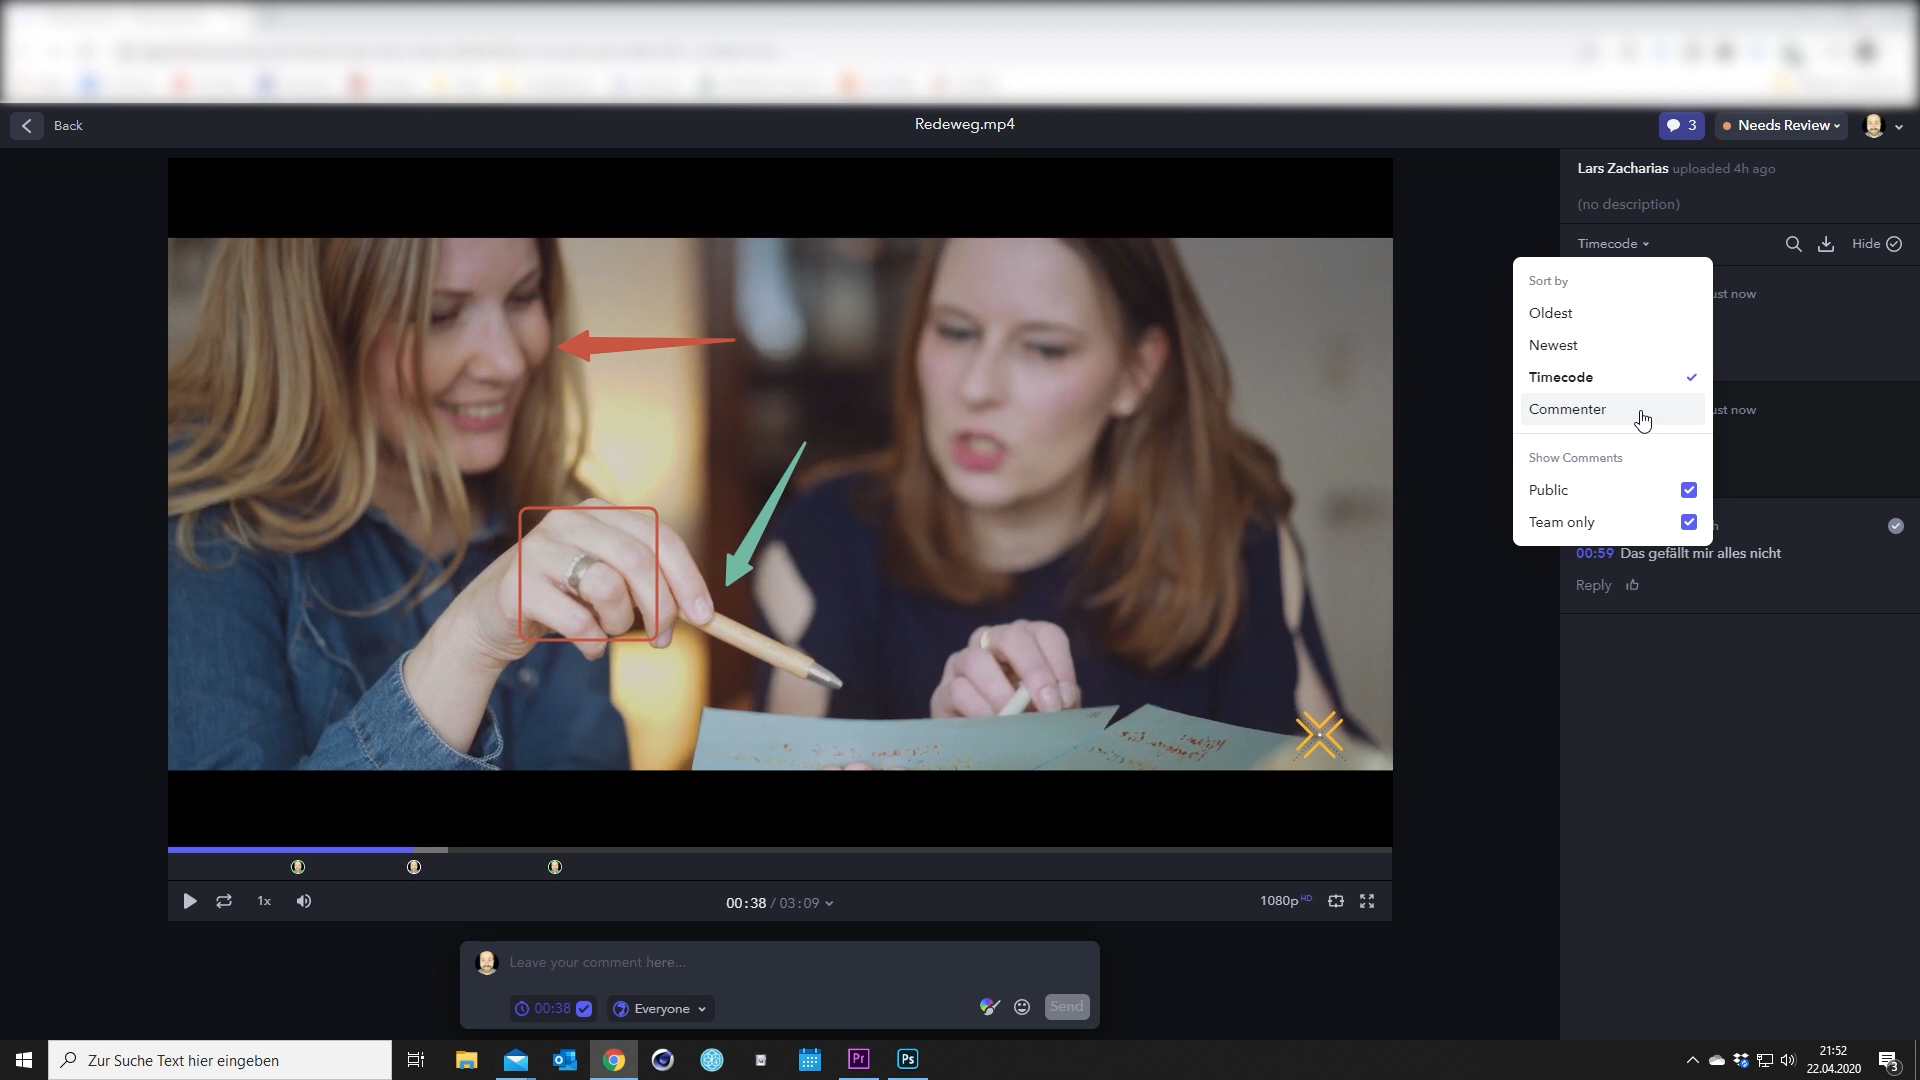 Back
Redeweg.mp4
3
Needs Review
Lars Zacharias uploaded 4h ago
(no description)
Timecode
Hide
Sort by
Oldest
Newest
Timecode
Commenter
Show Comments
Public
Team only
ust now
ust now
00:59 Das gefällt mir alles nicht
Reply
1x
00:38 / 03:09
1080p HD
Leave your comment here...
00:38
Everyone
Send
Zur Suche Text hier eingeben
Pr
Ps
21:52
22.04.2020
3